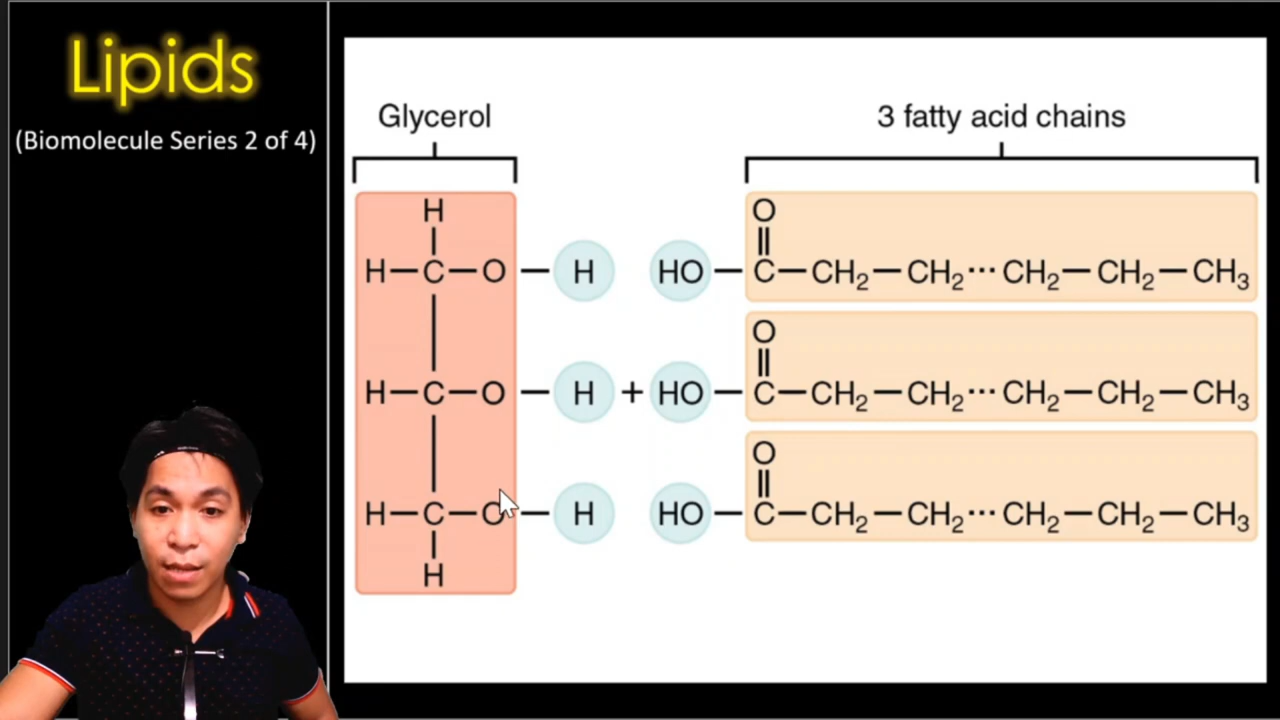 Lipids
(Biomolecule Series 2 of 4)
Glycerol
3 fatty acid chains
H O
H—C—O—H HO—C—CH₂—CH₂···CH₂—CH₂—CH₃
O
H—C—O—H + HO—C—CH₂—CH₂···CH₂—CH₂—CH₃
O
H—C—O—H HO—C—CH₂—CH₂···CH₂—CH₂—CH₃
H